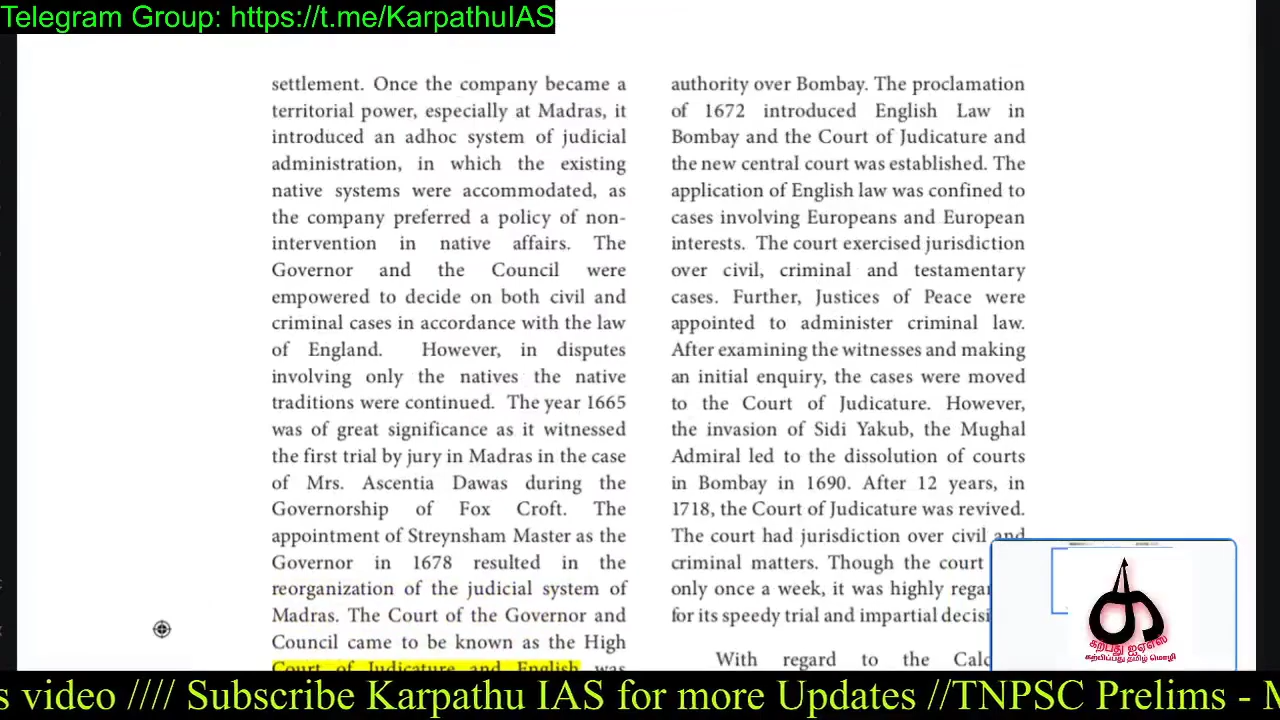 Telegram Group: https://t.me/KarpathuIAS
settlement. Once the company became a
territorial power, especially at Madras, it
introduced an adhoc system of judicial
administration, in which the existing
native systems were accommodated, as
the company preferred a policy of non-
intervention in native affairs. The
Governor and the Council were
empowered to decide on both civil and
criminal cases in accordance with the law
of England. However, in disputes
involving only the natives the native
traditions were continued. The year 1665
was of great significance as it witnessed
the first trial by jury in Madras in the case
of Mrs. Ascentia Dawas during the
Governorship of Fox Croft. The
appointment of Streynsham Master as the
Governor in 1678 resulted in the
reorganization of the judicial system of
Madras. The Court of the Governor and
Council came to be known as the High
Court of Judicature and English was
authority over Bombay. The proclamation
of 1672 introduced English Law in
Bombay and the Court of Judicature and
the new central court was established. The
application of English law was confined to
cases involving Europeans and European
interests. The court exercised jurisdiction
over civil, criminal and testamentary
cases. Further, Justices of Peace were
appointed to administer criminal law.
After examining the witnesses and making
an initial enquiry, the cases were moved
to the Court of Judicature. However,
the invasion of Sidi Yakub, the Mughal
Admiral led to the dissolution of courts
in Bombay in 1690. After 12 years, in
1718, the Court of Judicature was revived.
The court had jurisdiction over civil and
criminal matters. Though the court
only once a week, it was highly regar
for its speedy trial and impartial decisi
With regard to the Calc
கற்பது ஐஏஎஸ்
கற்பிப்பது தமிழ் மொழி
s video //// Subscribe Karpathu IAS for more Updates //TNPSC Prelims - M